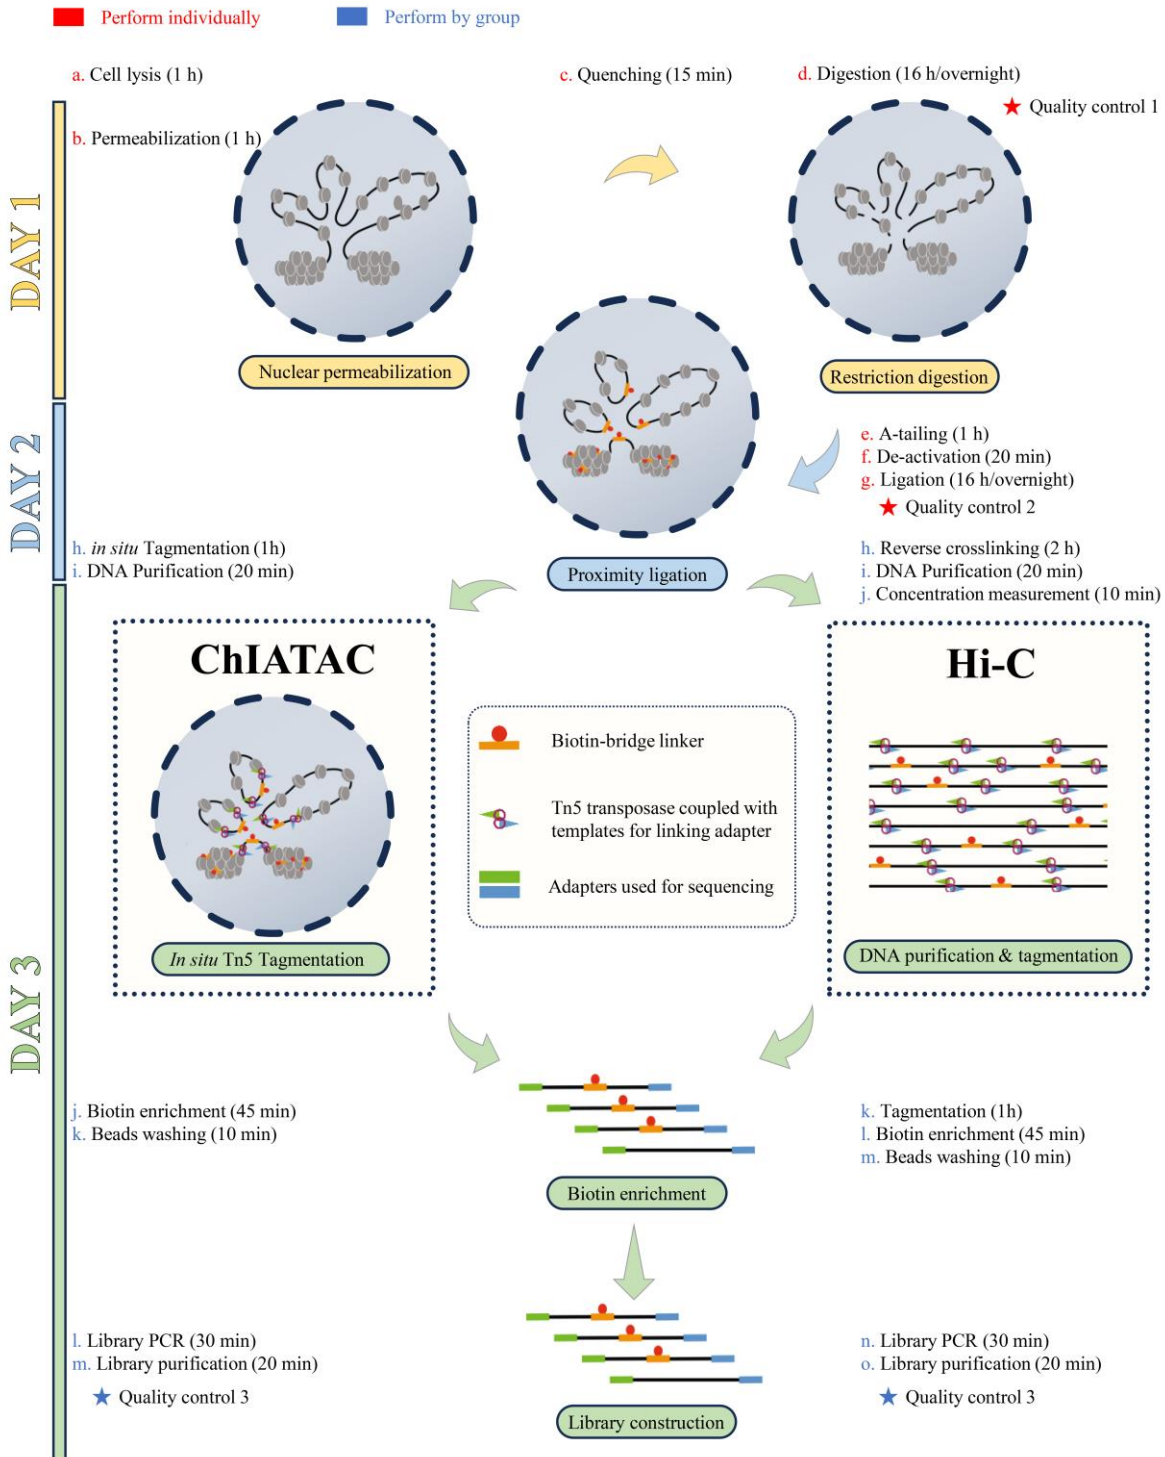 Perform individually
Perform by group
a. Cell lysis (1 h)
b. Permeabilization (1 h)
c. Quenching (15 min)
d. Digestion (16 h/overnight)
Quality control 1
DAY 1
Nuclear permeabilization
Restriction digestion
DAY 2
e. A-tailing (1 h)
f. De-activation (20 min)
g. Ligation (16 h/overnight)
Quality control 2
Proximity ligation
h. in situ Tagmentation (1h)
i. DNA Purification (20 min)
h. Reverse crosslinking (2 h)
i. DNA Purification (20 min)
j. Concentration measurement (10 min)
DAY 3
ChIATAC
In situ Tn5 Tagmentation
Biotin-bridge linker
Tn5 transposase coupled with
templates for linking adapter
Adapters used for sequencing
Hi-C
DNA purification & tagmentation
j. Biotin enrichment (45 min)
k. Beads washing (10 min)
k. Tagmentation (1h)
l. Biotin enrichment (45 min)
m. Beads washing (10 min)
Biotin enrichment
l. Library PCR (30 min)
m. Library purification (20 min)
Quality control 3
n. Library PCR (30 min)
o. Library purification (20 min)
Quality control 3
Library construction